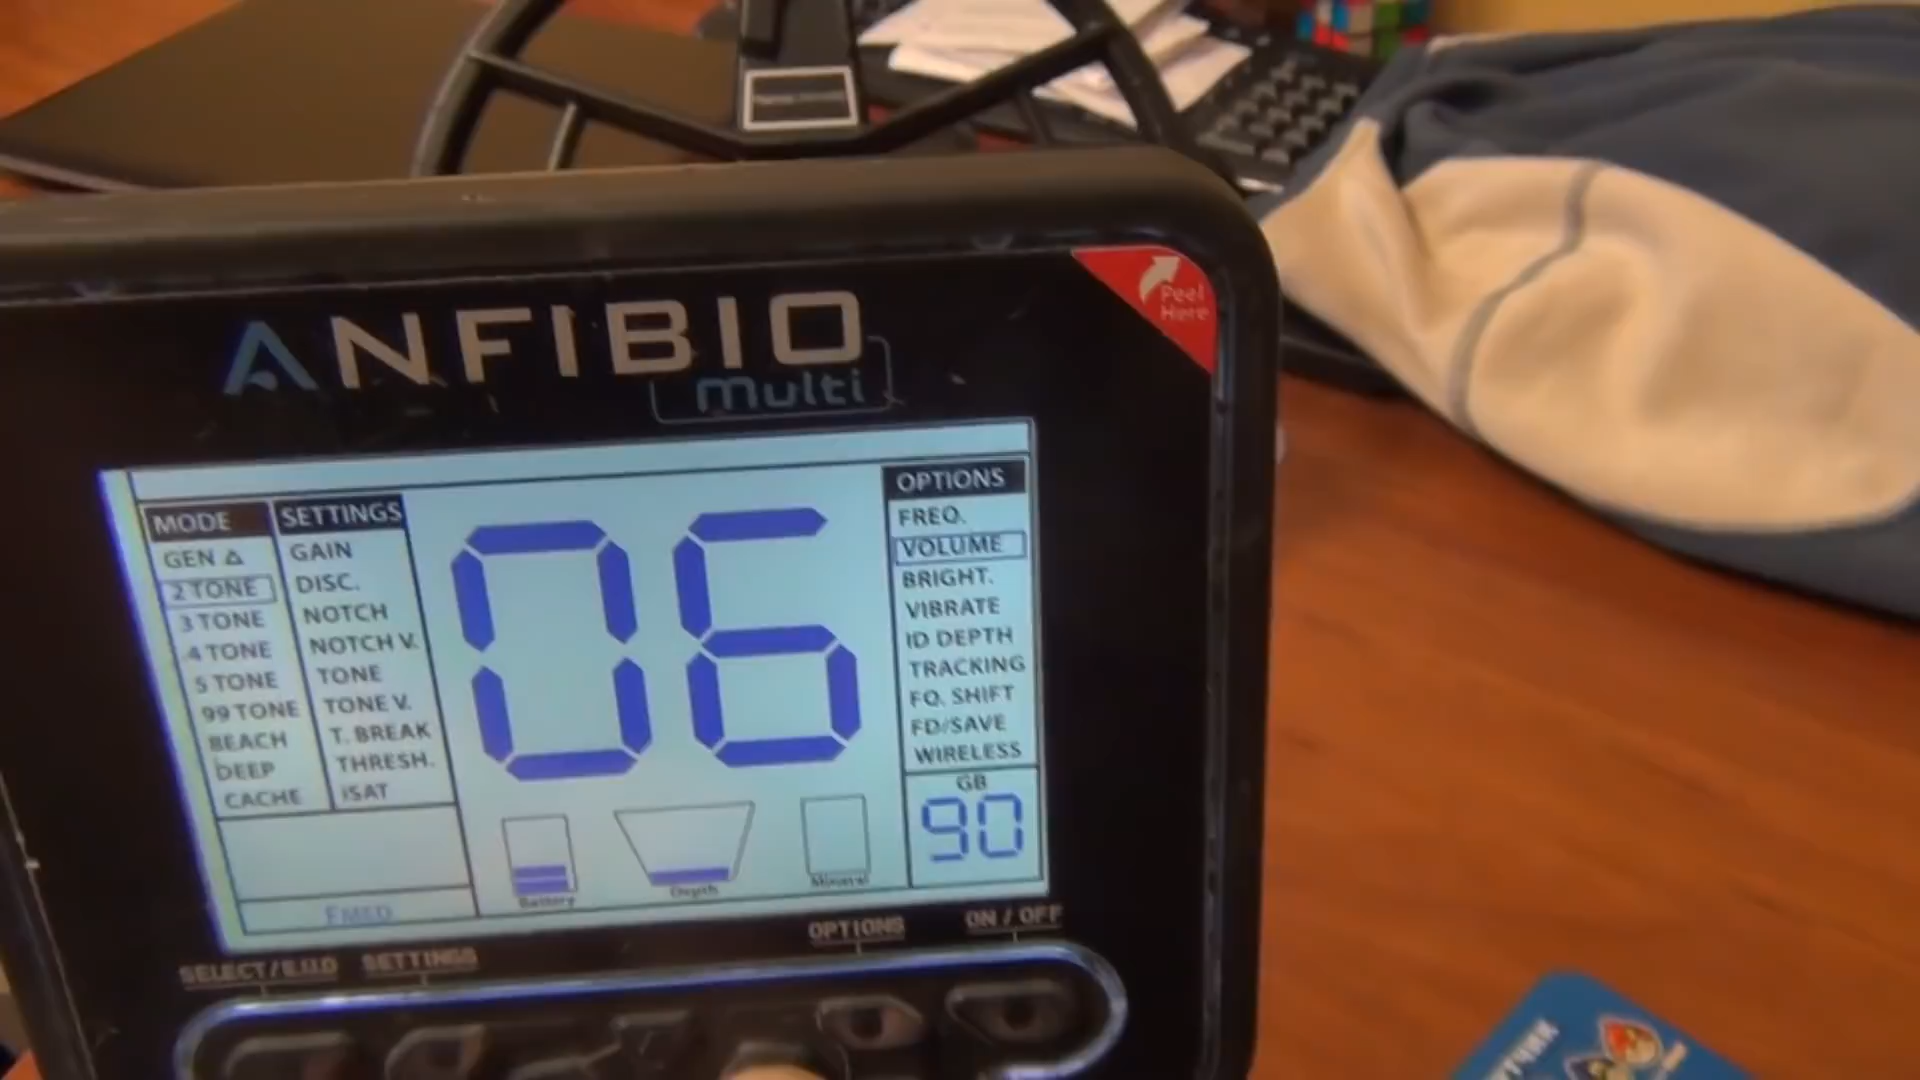 ANFIBIO
multi
Peel
Here
MODE
GEN
2 TONE
3 TONE
4 TONE
5 TONE
99 TONE
BEACH
DEEP
CACHE
SETTINGS
GAIN
DISC.
NOTCH
NOTCH V.
TONE
TONE V.
T. BREAK
THRESH.
iSAT
06
OPTIONS
FREQ.
VOLUME
BRIGHT.
VIBRATE
ID DEPTH
TRACKING
FQ. SHIFT
FD/SAVE
WIRELESS
GB
90
Battery
Depth
Mineral
SELECT/E.U.D
SETTINGS
OPTIONS
ON / OFF